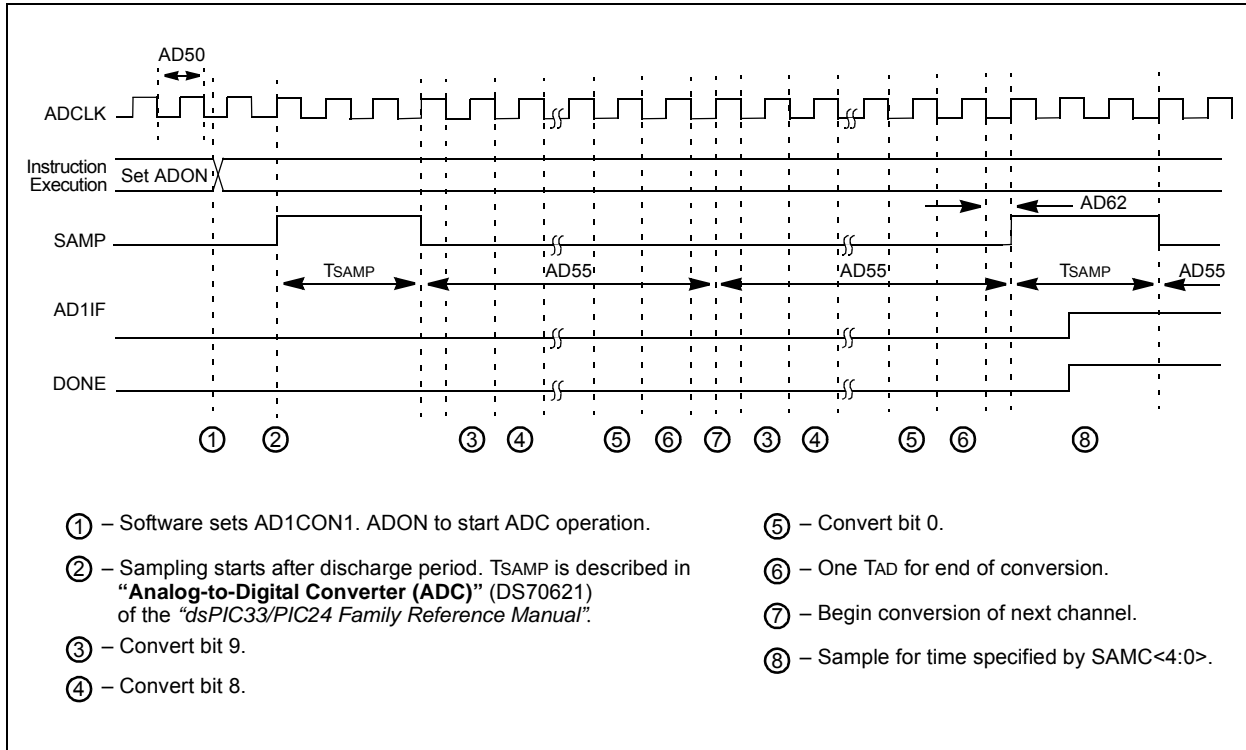 AD50
ADCLK
Instruction
Execution
Set ADON
AD62
SAMP
TSAMP
AD55
AD55
TSAMP
AD55
AD1IF
DONE
① ② ③ ④ ⑤ ⑥ ⑦ ③ ④ ⑤ ⑥ ⑧
① – Software sets AD1CON1. ADON to start ADC operation.
② – Sampling starts after discharge period. TSAMP is described in
“Analog-to-Digital Converter (ADC)” (DS70621)
of the “dsPIC33/PIC24 Family Reference Manual”.
③ – Convert bit 9.
④ – Convert bit 8.
⑤ – Convert bit 0.
⑥ – One TAD for end of conversion.
⑦ – Begin conversion of next channel.
⑧ – Sample for time specified by SAMC<4:0>.